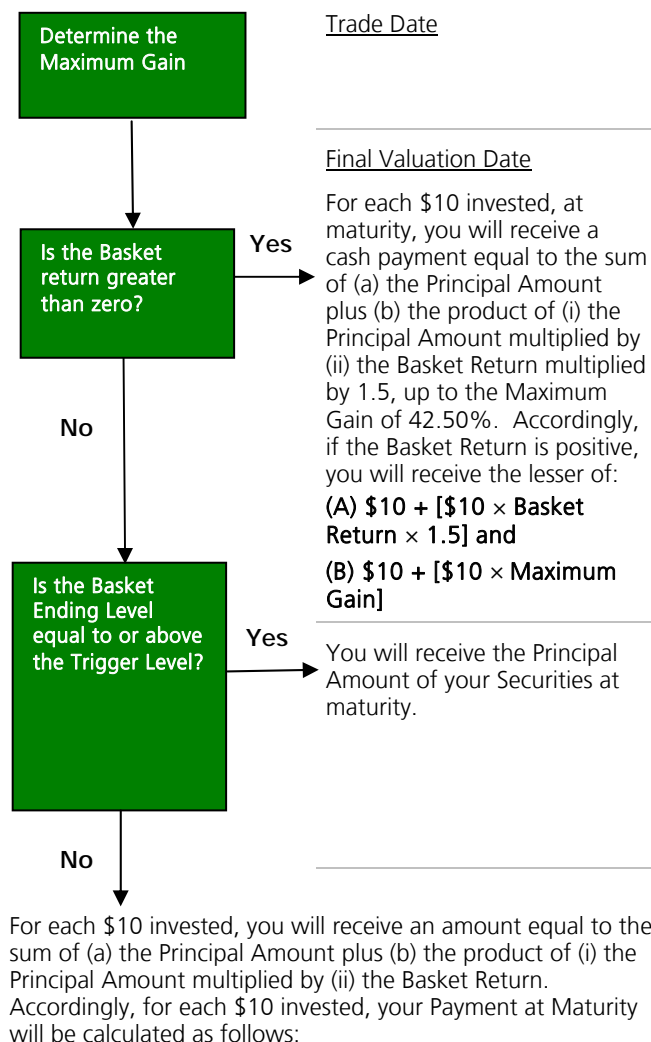 Determine the
Maximum Gain
Trade Date
Final Valuation Date
Is the Basket
return greater
than zero?
Yes
For each $10 invested, at
maturity, you will receive a
cash payment equal to the sum
of (a) the Principal Amount
plus (b) the product of (i) the
Principal Amount multiplied by
(ii) the Basket Return multiplied
by 1.5, up to the Maximum
Gain of 42.50%. Accordingly,
if the Basket Return is positive,
you will receive the lesser of:
(A) $10 + [$10 × Basket
Return × 1.5] and
(B) $10 + [$10 × Maximum
Gain]
No
Is the Basket
Ending Level
equal to or above
the Trigger Level?
Yes
You will receive the Principal
Amount of your Securities at
maturity.
No
For each $10 invested, you will receive an amount equal to the
sum of (a) the Principal Amount plus (b) the product of (i) the
Principal Amount multiplied by (ii) the Basket Return.
Accordingly, for each $10 invested, your Payment at Maturity
will be calculated as follows: